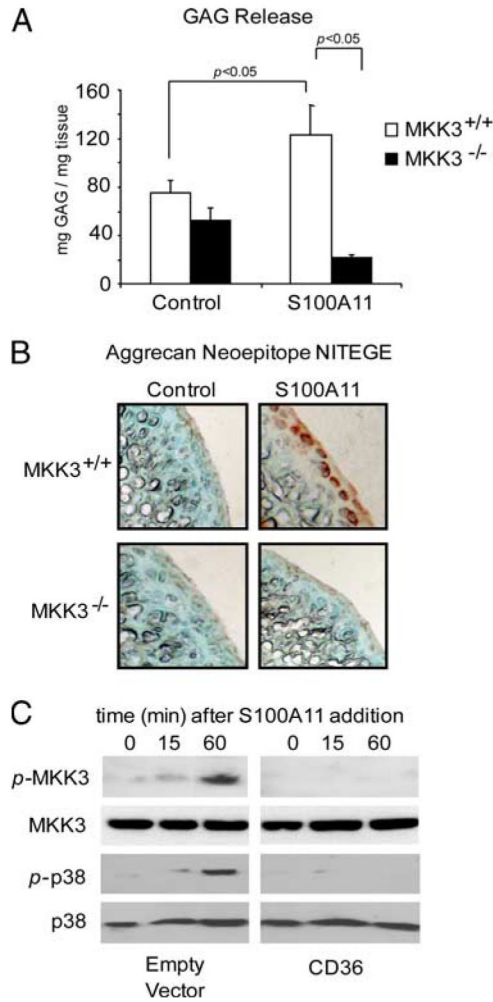 A
GAG Release
p<0.05
p<0.05
160
120
80
40
0
mg GAG / mg tissue
MKK3+/+
MKK3-/-
Control S100A11
B
Aggrecan Neoepitope NITEGE
Control S100A11
MKK3+/+
MKK3-/-
C
time (min) after S100A11 addition
0 15 60 0 15 60
p-MKK3
MKK3
p-p38
p38
Empty Vector CD36